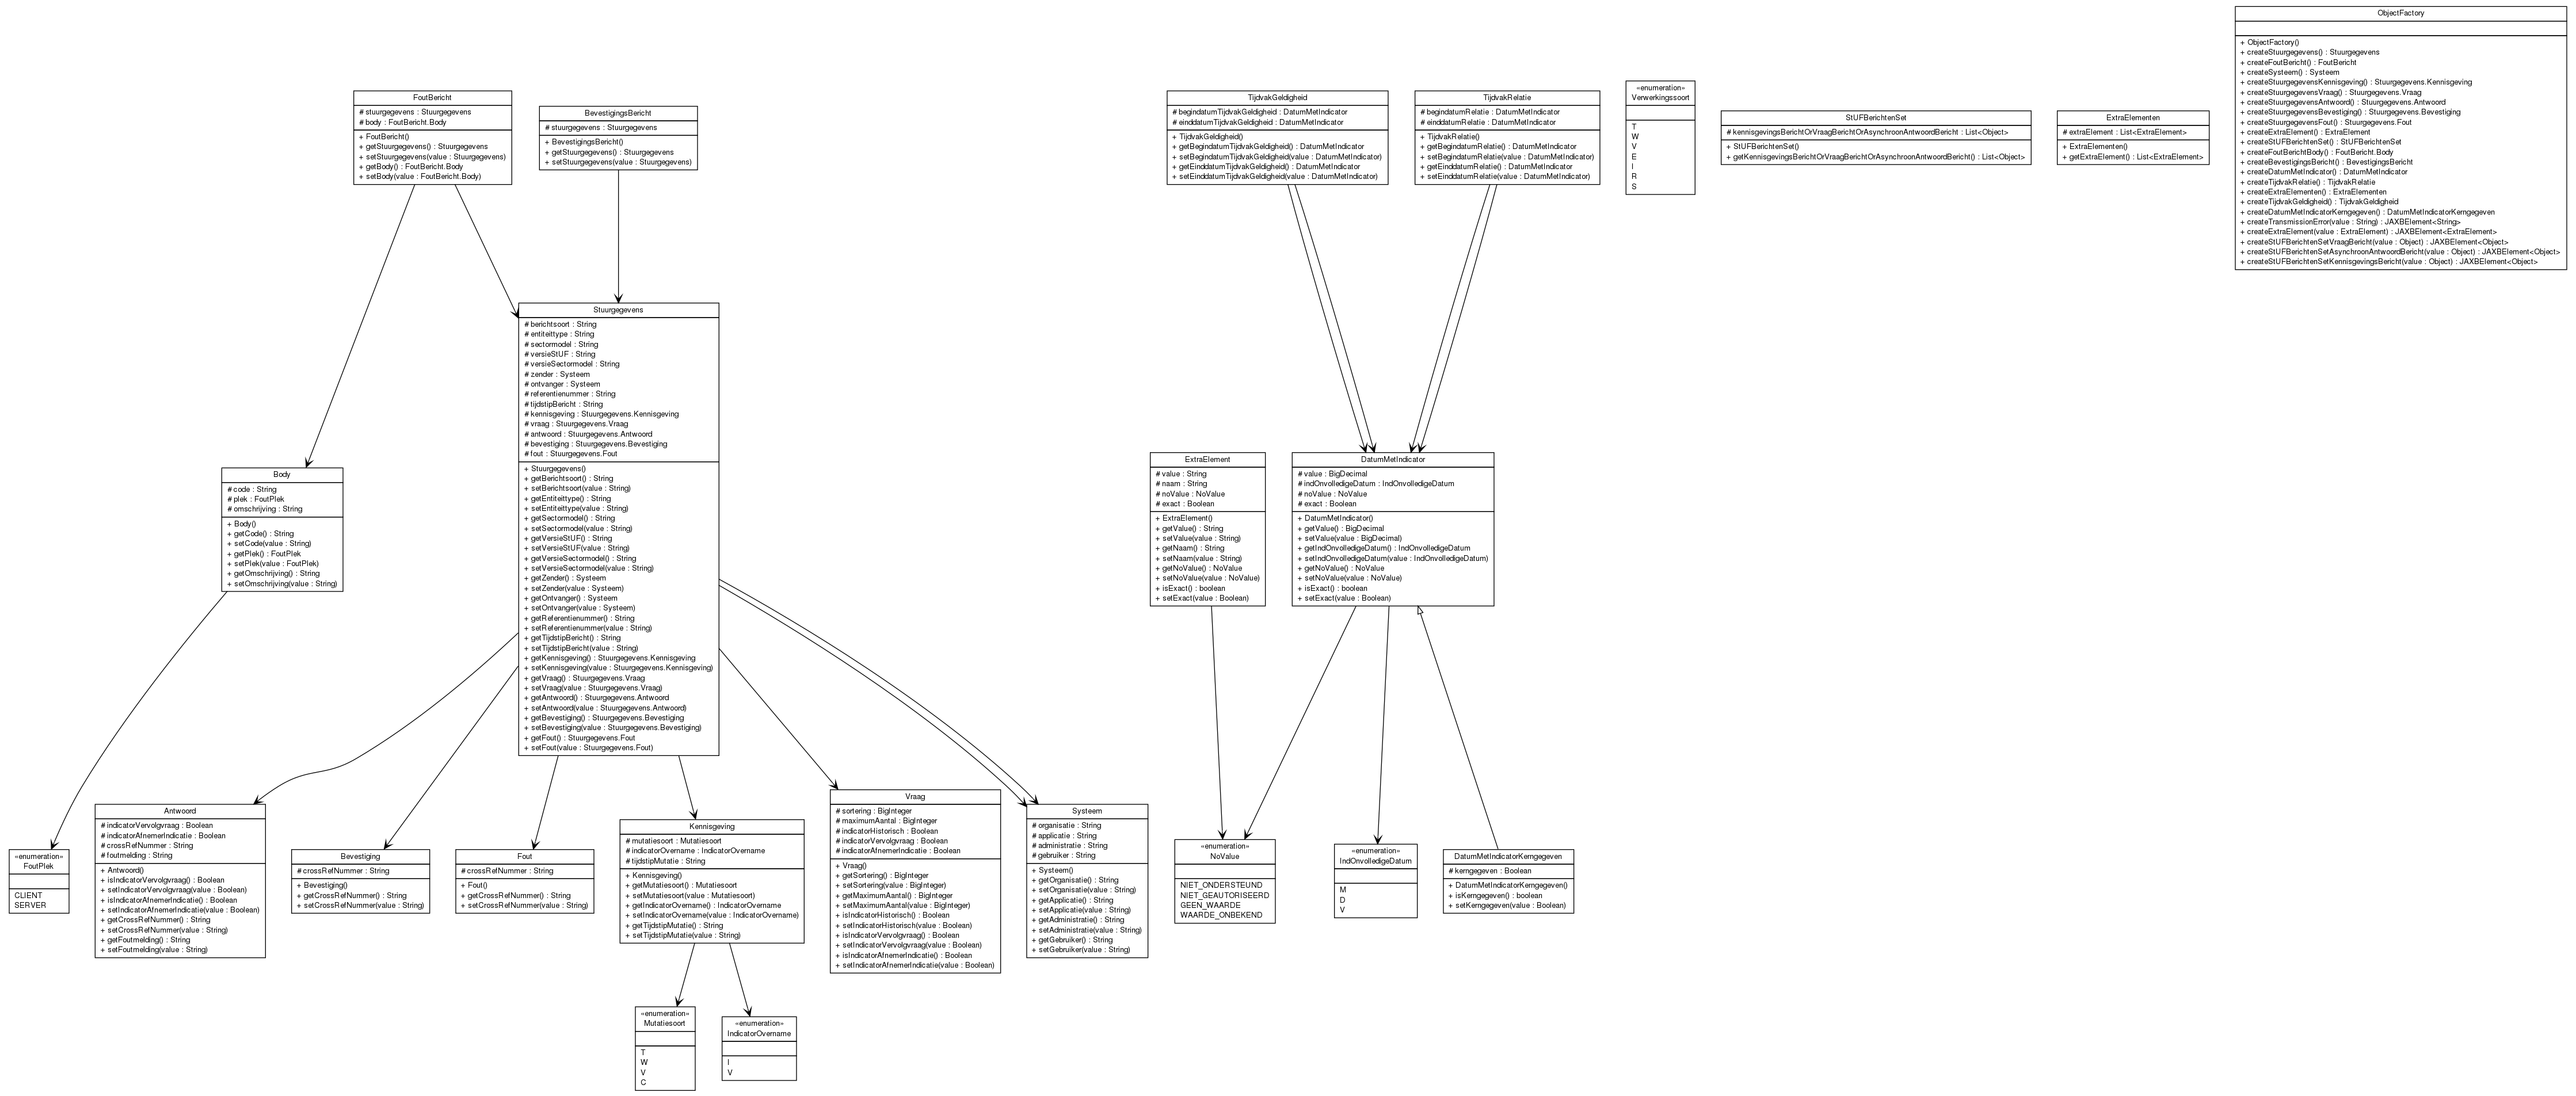 ObjectFactory
+ ObjectFactory()
+ createStuurgegevens() : Stuurgegevens
+ createFoutBericht() : FoutBericht
+ createSysteem() : Systeem
+ createStuurgegevensKennisgeving() : Stuurgegevens.Kennisgeving
+ createStuurgegevensVraag() : Stuurgegevens.Vraag
+ createStuurgegevensAntwoord() : Stuurgegevens.Antwoord
+ createStuurgegevensBevestiging() : Stuurgegevens.Bevestiging
+ createStuurgegevensFout() : Stuurgegevens.Fout
+ createExtraElement() : ExtraElement
+ createStUFBerichtenSet() : StUFBerichtenSet
+ createFoutBerichtBody() : FoutBericht.Body
+ createBevestigingsBericht() : BevestigingsBericht
+ createDatumMetIndicator() : DatumMetIndicator
+ createTijdvakRelatie() : TijdvakRelatie
+ createExtraElementen() : ExtraElementen
+ createTijdvakGeldigheid() : TijdvakGeldigheid
+ createDatumMetIndicatorKerngegeven() : DatumMetIndicatorKerngegeven
+ createTransmissionError(value : String) : JAXBElement<String>
+ createExtraElement(value : ExtraElement) : JAXBElement<ExtraElement>
+ createStUFBerichtenSetVraagBericht(value : Object) : JAXBElement<Object>
+ createStUFBerichtenSetAsynchroonAntwoordBericht(value : Object) : JAXBElement<Object>
+ createStUFBerichtenSetKennisgevingsBericht(value : Object) : JAXBElement<Object>
FoutBericht
# stuurgegevens : Stuurgegevens
# body : FoutBericht.Body
+ FoutBericht()
+ getStuurgegevens() : Stuurgegevens
+ setStuurgegevens(value : Stuurgegevens)
+ getBody() : FoutBericht.Body
+ setBody(value : FoutBericht.Body)
BevestigingsBericht
# stuurgegevens : Stuurgegevens
+ BevestigingsBericht()
+ getStuurgegevens() : Stuurgegevens
+ setStuurgegevens(value : Stuurgegevens)
TijdvakGeldigheid
# begindatumTijdvakGeldigheid : DatumMetIndicator
# einddatumTijdvakGeldigheid : DatumMetIndicator
+ TijdvakGeldigheid()
+ getBegindatumTijdvakGeldigheid() : DatumMetIndicator
+ setBegindatumTijdvakGeldigheid(value : DatumMetIndicator)
+ getEinddatumTijdvakGeldigheid() : DatumMetIndicator
+ setEinddatumTijdvakGeldigheid(value : DatumMetIndicator)
TijdvakRelatie
# begindatumRelatie : DatumMetIndicator
# einddatumRelatie : DatumMetIndicator
+ TijdvakRelatie()
+ getBegindatumRelatie() : DatumMetIndicator
+ setBegindatumRelatie(value : DatumMetIndicator)
+ getEinddatumRelatie() : DatumMetIndicator
+ setEinddatumRelatie(value : DatumMetIndicator)
«enumeration»
Verwerkingssoort
T
W
V
E
I
R
S
StUFBerichtenSet
# kennisgevingsBerichtOrVraagBerichtOrAsynchroonAntwoordBericht : List<Object>
+ StUFBerichtenSet()
+ getKennisgevingsBerichtOrVraagBerichtOrAsynchroonAntwoordBericht() : List<Object>
ExtraElementen
# extraElement : List<ExtraElement>
+ ExtraElementen()
+ getExtraElement() : List<ExtraElement>
Stuurgegevens
# berichtsoort : String
# entiteittype : String
# sectormodel : String
# versieStUF : String
# versieSectormodel : String
# zender : Systeem
# ontvanger : Systeem
# referentienummer : String
# tijdstipBericht : String
# kennisgeving : Stuurgegevens.Kennisgeving
# vraag : Stuurgegevens.Vraag
# antwoord : Stuurgegevens.Antwoord
# bevestiging : Stuurgegevens.Bevestiging
# fout : Stuurgegevens.Fout
+ Stuurgegevens()
+ getBerichtsoort() : String
+ setBerichtsoort(value : String)
+ getEntiteittype() : String
+ setEntiteittype(value : String)
+ getSectormodel() : String
+ setSectormodel(value : String)
+ getVersieStUF() : String
+ setVersieStUF(value : String)
+ getVersieSectormodel() : String
+ setVersieSectormodel(value : String)
+ getZender() : Systeem
+ setZender(value : Systeem)
+ getOntvanger() : Systeem
+ setOntvanger(value : Systeem)
+ getReferentienummer() : String
+ setReferentienummer(value : String)
+ getTijdstipBericht() : String
+ setTijdstipBericht(value : String)
+ getKennisgeving() : Stuurgegevens.Kennisgeving
+ setKennisgeving(value : Stuurgegevens.Kennisgeving)
+ getVraag() : Stuurgegevens.Vraag
+ setVraag(value : Stuurgegevens.Vraag)
+ getAntwoord() : Stuurgegevens.Antwoord
+ setAntwoord(value : Stuurgegevens.Antwoord)
+ getBevestiging() : Stuurgegevens.Bevestiging
+ setBevestiging(value : Stuurgegevens.Bevestiging)
+ getFout() : Stuurgegevens.Fout
+ setFout(value : Stuurgegevens.Fout)
Body
# code : String
# plek : FoutPlek
# omschrijving : String
+ Body()
+ getCode() : String
+ setCode(value : String)
+ getPlek() : FoutPlek
+ setPlek(value : FoutPlek)
+ getOmschrijving() : String
+ setOmschrijving(value : String)
ExtraElement
# value : String
# naam : String
# noValue : NoValue
# exact : Boolean
+ ExtraElement()
+ getValue() : String
+ setValue(value : String)
+ getNaam() : String
+ setNaam(value : String)
+ getNoValue() : NoValue
+ setNoValue(value : NoValue)
+ isExact() : boolean
+ setExact(value : Boolean)
DatumMetIndicator
# value : BigDecimal
# indOnvolledigeDatum : IndOnvolledigeDatum
# noValue : NoValue
# exact : Boolean
+ DatumMetIndicator()
+ getValue() : BigDecimal
+ setValue(value : BigDecimal)
+ getIndOnvolledigeDatum() : IndOnvolledigeDatum
+ setIndOnvolledigeDatum(value : IndOnvolledigeDatum)
+ getNoValue() : NoValue
+ setNoValue(value : NoValue)
+ isExact() : boolean
+ setExact(value : Boolean)
«enumeration»
FoutPlek
CLIENT
SERVER
Antwoord
# indicatorVervolgvraag : Boolean
# indicatorAfnemerIndicatie : Boolean
# crossRefNummer : String
# foutmelding : String
+ Antwoord()
+ isIndicatorVervolgvraag() : Boolean
+ setIndicatorVervolgvraag(value : Boolean)
+ isIndicatorAfnemerIndicatie() : Boolean
+ setIndicatorAfnemerIndicatie(value : Boolean)
+ getCrossRefNummer() : String
+ setCrossRefNummer(value : String)
+ getFoutmelding() : String
+ setFoutmelding(value : String)
Bevestiging
# crossRefNummer : String
+ Bevestiging()
+ getCrossRefNummer() : String
+ setCrossRefNummer(value : String)
Fout
# crossRefNummer : String
+ Fout()
+ getCrossRefNummer() : String
+ setCrossRefNummer(value : String)
Kennisgeving
# mutatiesoort : Mutatiesoort
# indicatorOvername : IndicatorOvername
# tijdstipMutatie : String
+ Kennisgeving()
+ getMutatiesoort() : Mutatiesoort
+ setMutatiesoort(value : Mutatiesoort)
+ getIndicatorOvername() : IndicatorOvername
+ setIndicatorOvername(value : IndicatorOvername)
+ getTijdstipMutatie() : String
+ setTijdstipMutatie(value : String)
Vraag
# sortering : BigInteger
# maximumAantal : BigInteger
# indicatorHistorisch : Boolean
# indicatorVervolgvraag : Boolean
# indicatorAfnemerIndicatie : Boolean
+ Vraag()
+ getSortering() : BigInteger
+ setSortering(value : BigInteger)
+ getMaximumAantal() : BigInteger
+ setMaximumAantal(value : BigInteger)
+ isIndicatorHistorisch() : Boolean
+ setIndicatorHistorisch(value : Boolean)
+ isIndicatorVervolgvraag() : Boolean
+ setIndicatorVervolgvraag(value : Boolean)
+ isIndicatorAfnemerIndicatie() : Boolean
+ setIndicatorAfnemerIndicatie(value : Boolean)
Systeem
# organisatie : String
# applicatie : String
# administratie : String
# gebruiker : String
+ Systeem()
+ getOrganisatie() : String
+ setOrganisatie(value : String)
+ getApplicatie() : String
+ setApplicatie(value : String)
+ getAdministratie() : String
+ setAdministratie(value : String)
+ getGebruiker() : String
+ setGebruiker(value : String)
«enumeration»
NoValue
NIET_ONDERSTEUND
NIET_GEAUTORISEERD
GEEN_WAARDE
WAARDE_ONBEKEND
«enumeration»
IndOnvolledigeDatum
M
D
V
DatumMetIndicatorKerngegeven
# kerngegeven : Boolean
+ DatumMetIndicatorKerngegeven()
+ isKerngegeven() : boolean
+ setKerngegeven(value : Boolean)
«enumeration»
Mutatiesoort
T
W
V
C
«enumeration»
IndicatorOvername
I
V